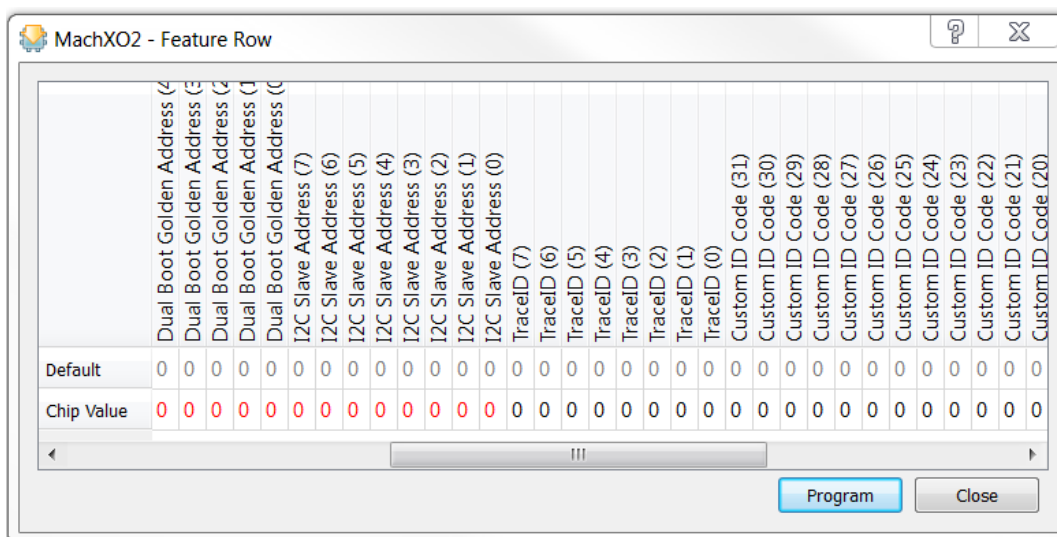 MachXO2 - Feature Row
Dual Boot Golden Address (4
Dual Boot Golden Address (3
Dual Boot Golden Address (2
Dual Boot Golden Address (1
Dual Boot Golden Address (0
I2C Slave Address (7)
I2C Slave Address (6)
I2C Slave Address (5)
I2C Slave Address (4)
I2C Slave Address (3)
I2C Slave Address (2)
I2C Slave Address (1)
I2C Slave Address (0)
TraceID (7)
TraceID (6)
TraceID (5)
TraceID (4)
TraceID (3)
TraceID (2)
TraceID (1)
TraceID (0)
Custom ID Code (31)
Custom ID Code (30)
Custom ID Code (29)
Custom ID Code (28)
Custom ID Code (27)
Custom ID Code (26)
Custom ID Code (25)
Custom ID Code (24)
Custom ID Code (23)
Custom ID Code (22)
Custom ID Code (21)
Custom ID Code (20)
Default 0 0 0 0 0 0 0 0 0 0 0 0 0 0 0 0 0 0 0 0 0 0 0 0 0 0 0 0 0 0 0 0 0
Chip Value 0 0 0 0 0 0 0 0 0 0 0 0 0 0 0 0 0 0 0 0 0 0 0 0 0 0 0 0 0 0 0 0 0
Program Close